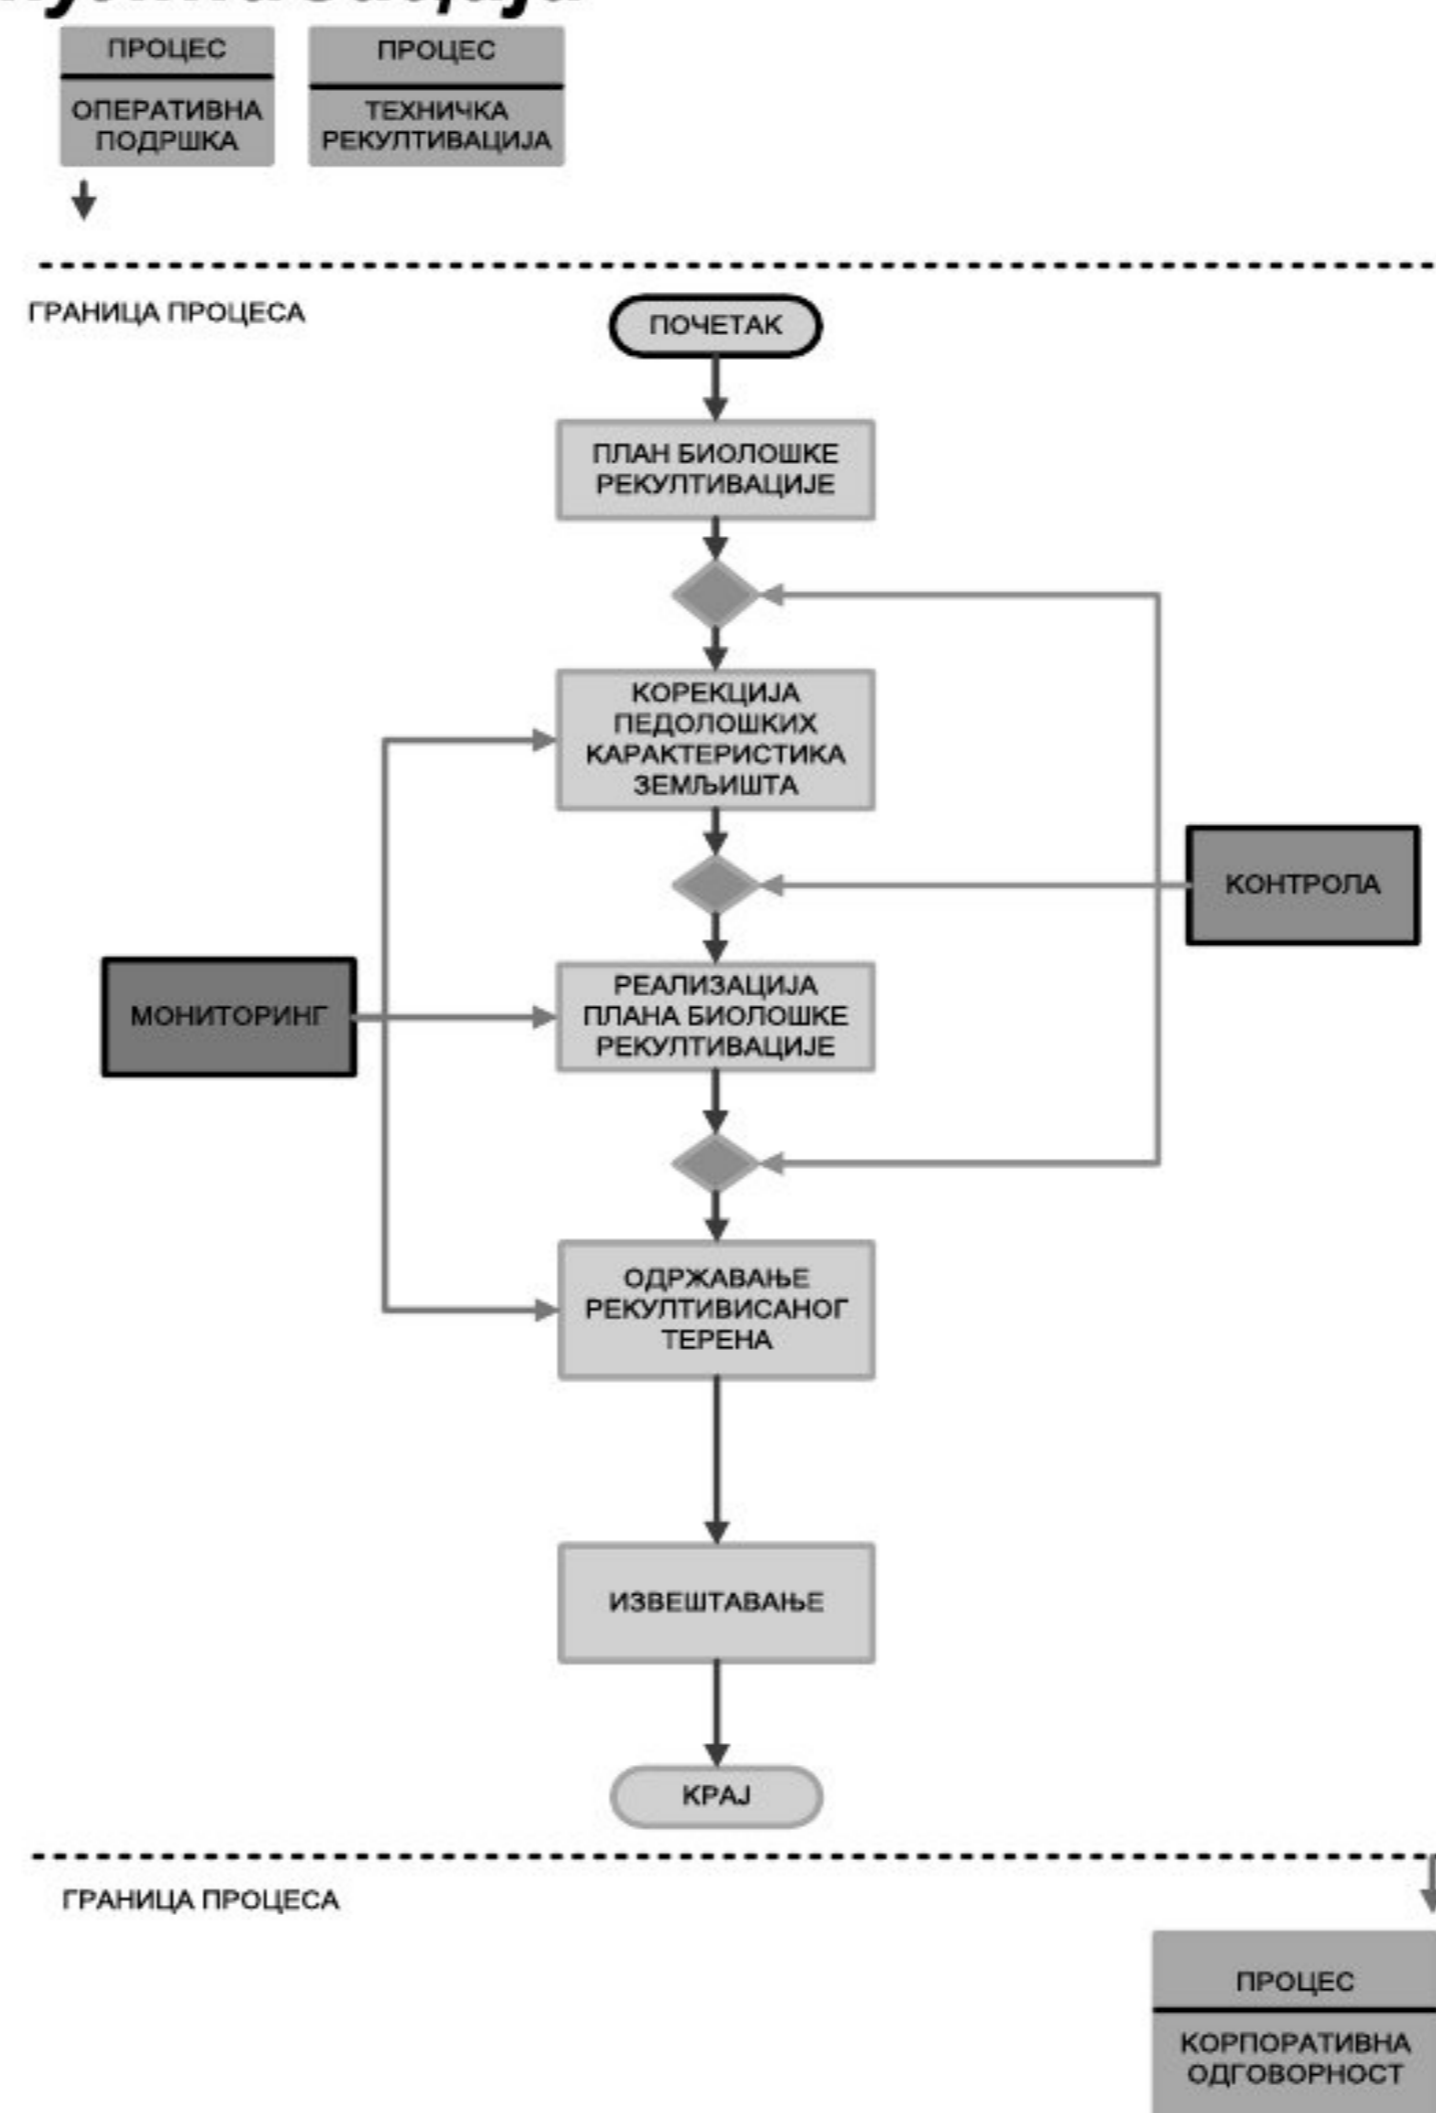 ПРОЦЕС
ОПЕРАТИВНА
ПОДРШКА
ПРОЦЕС
ТЕХНИЧКА
РЕКУЛТИВАЦИЈА
ГРАНИЦА ПРОЦЕСА
ПОЧЕТАК
ПЛАН БИОЛОШКЕ
РЕКУЛТИВАЦИЈЕ
КОРЕКЦИЈА
ПЕДОЛОШКИХ
КАРАКТЕРИСТИКА
ЗЕМЉИШТА
КОНТРОЛА
МОНИТОРИНГ
РЕАЛИЗАЦИЈА
ПЛАНА БИОЛОШКЕ
РЕКУЛТИВАЦИЈЕ
ОДРЖАВАЊЕ
РЕКУЛТИВИСАНОГ
ТЕРЕНА
ИЗВЕШТАВАЊЕ
КРАЈ
ГРАНИЦА ПРОЦЕСА
ПРОЦЕС
КОРПОРАТИВНА
ОДГОВОРНОСТ